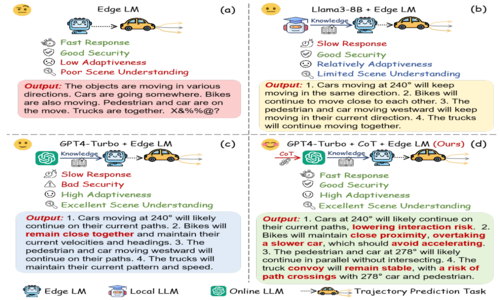 Edge LM
(a)
Fast Response
Good Security
Low Adaptiveness
Poor Scene Understanding
Output: The objects are moving in various
directions. Cars are going somewhere. Bikes
are also moving. Pedestrian and car are on
the move. Trucks are together. X&%%@?
Llama3-8B + Edge LM
(b)
Knowledge
Slow Response
Good Security
Relatively Adaptiveness
Limited Scene Understanding
Output: 1. Cars moving at 240° will keep
moving in the same direction. 2. Bikes will
continue to move close to each other. 3. The
pedestrian and car moving westward will keep
moving in their current direction. 4. The trucks
will continue moving together.
GPT4-Turbo + Edge LM
(c)
Knowledge
Slow Response
Bad Security
High Adaptiveness
Excellent Scene Understanding
Output: 1. Cars moving at 240° will likely
continue on their current paths. 2. Bikes will
remain close together and maintain their
current velocities and headings. 3. The
pedestrian and car moving westward will
continue on their paths. 4. The trucks will
maintain their current pattern and speed.
GPT4-Turbo + CoT + Edge LM (Ours)
(d)
CoT
Knowledge
Fast Response
Good Security
High Adaptiveness
Excellent Scene Understanding
Output: 1. Cars at 240° will likely continue on
their current paths, lowering interaction risk. 2.
Bikes will maintain close proximity, overtaking
a slower car, which should avoid accelerating.
3. The pedestrian and car at 278° will likely
continue in parallel without intersecting. 4. The
truck convoy will remain stable, with a risk of
path crossings with 278° car and pedestrian.
Edge LM
Local LLM
Online LLM
Trajectory Prediction Task